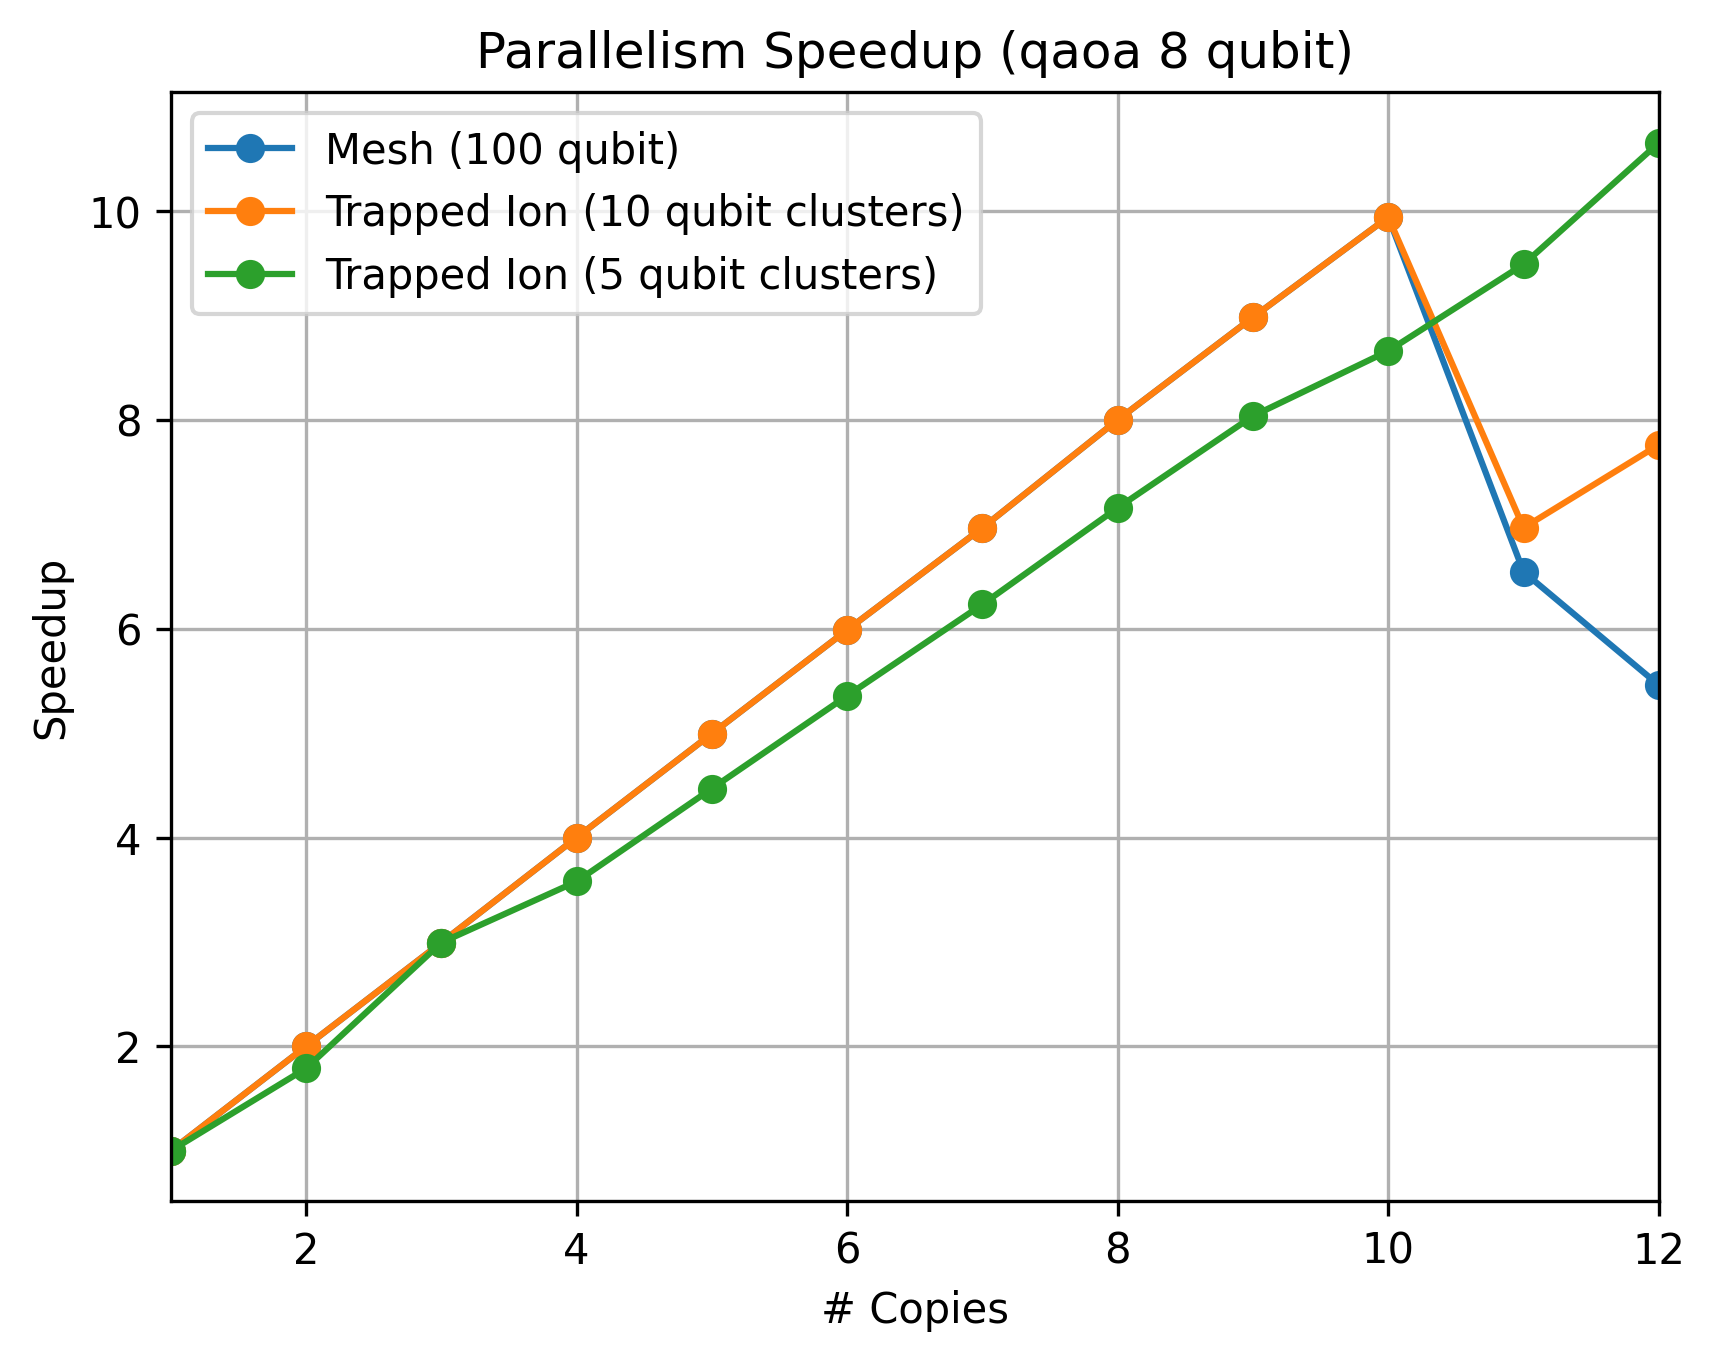 Parallelism Speedup (qaoa 8 qubit)
Mesh (100 qubit)
Trapped Ion (10 qubit clusters)
Trapped Ion (5 qubit clusters)
10
8
6
4
2
Speedup
2 4 6 8 10 12
# Copies